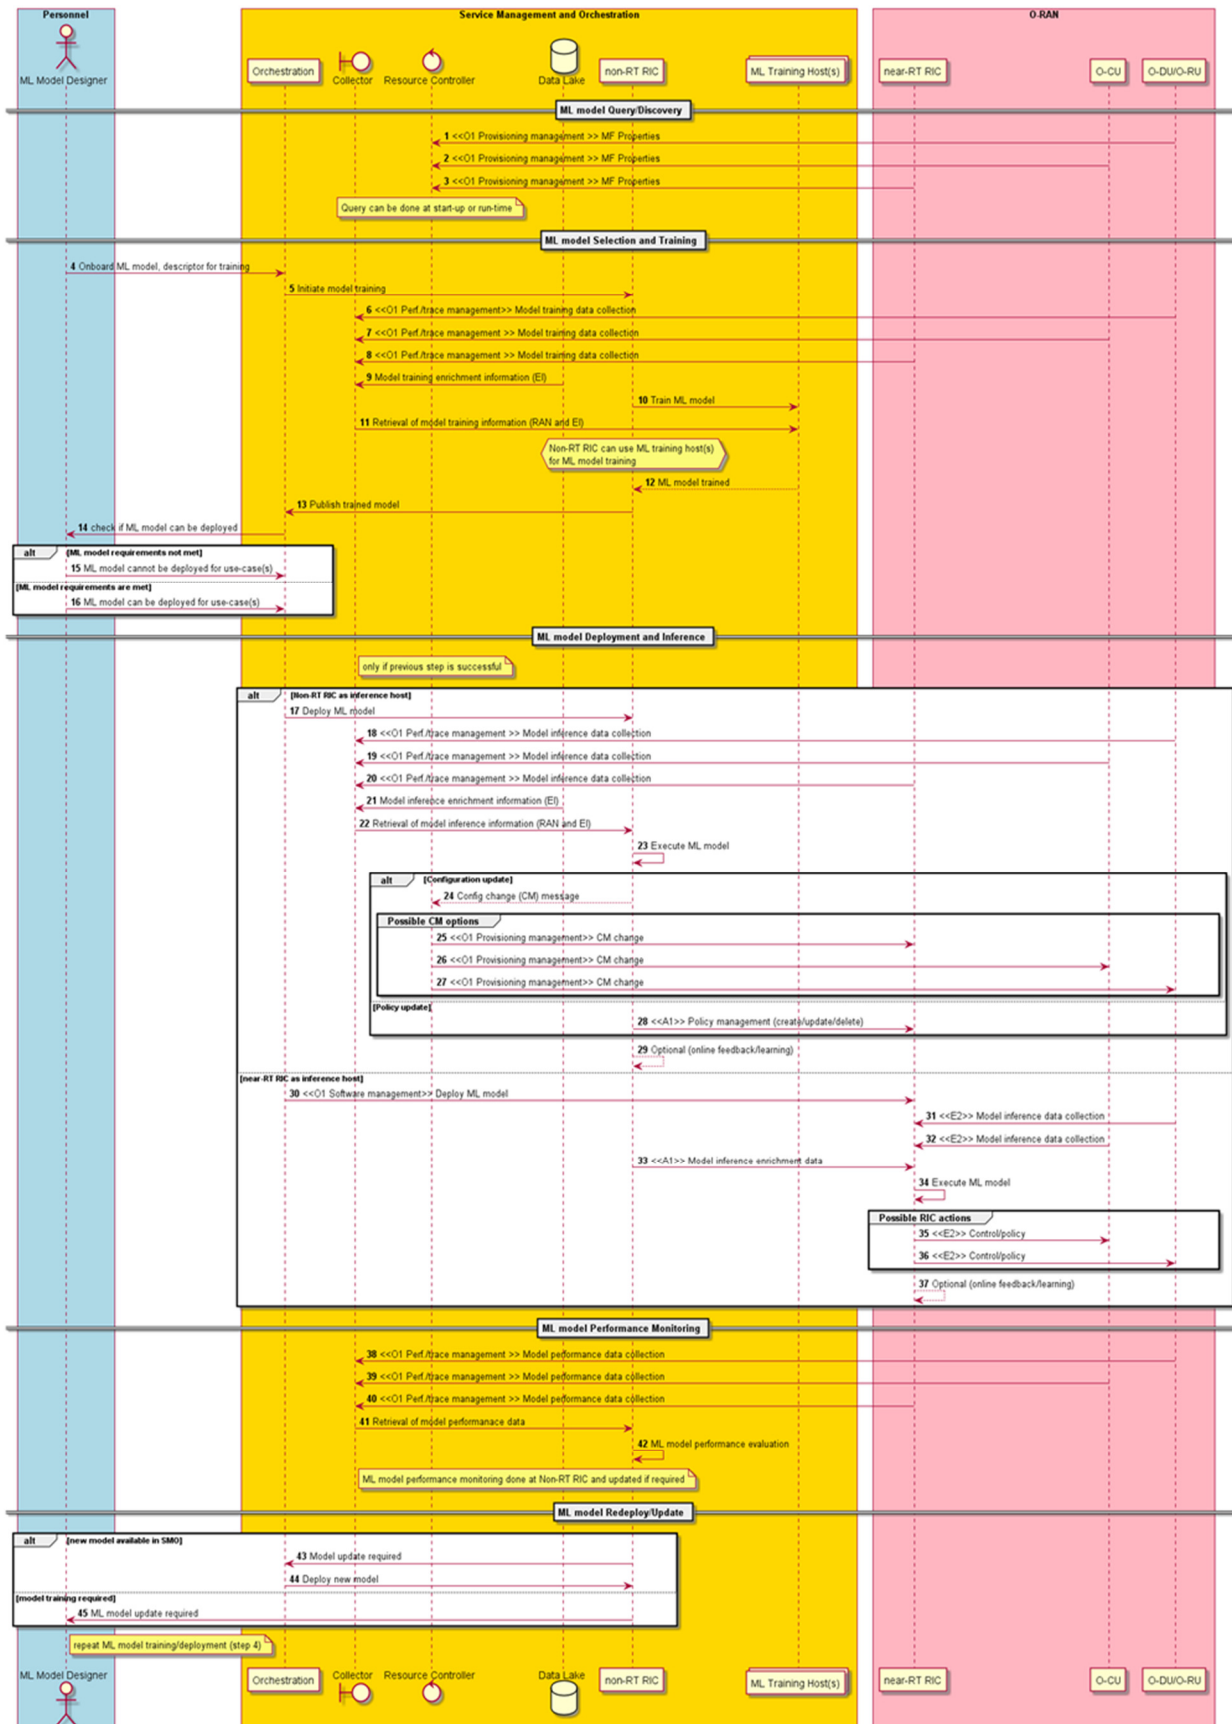 Personnel
Service Management and Orchestration
O-RAN
ML Model Designer
Orchestration
Collector
Resource Controller
Data Lake
non-RT RIC
ML Training Host(s)
near-RT RIC
O-CU
O-DU/O-RU
ML model Query/Discovery
1 <<O1 Provisioning management >> MF Properties
2 <<O1 Provisioning management >> MF Properties
3 <<O1 Provisioning management >> MF Properties
Query can be done at start-up or run-time
ML model Selection and Training
4 Onboard ML model, descriptor for training
5 Initiate model training
6 <<O1 Perf./trace management>> Model training data collection
7 <<O1 Perf./trace management >> Model training data collection
8 <<O1 Perf./trace management >> Model training data collection
9 Model training enrichment information (EI)
10 Train ML model
11 Retrieval of model training information (RAN and EI)
Non-RT RIC can use ML training host(s)
for ML model training
12 ML model trained
13 Publish trained model
14 check if ML model can be deployed
alt [ML model requirements not met]
15 ML model cannot be deployed for use-case(s)
[ML model requirements are met]
16 ML model can be deployed for use-case(s)
ML model Deployment and Inference
only if previous step is successful
alt [Non-RT RIC as inference host]
17 Deploy ML model
18 <<O1 Perf./trace management >> Model inference data collection
19 <<O1 Perf./trace management >> Model inference data collection
20 <<O1 Perf./trace management >> Model inference data collection
21 Model inference enrichment information (EI)
22 Retrieval of model inference information (RAN and EI)
23 Execute ML model
alt [Configuration update]
24 Config change (CM) message
Possible CM options
25 <<O1 Provisioning management>> CM change
26 <<O1 Provisioning management>> CM change
27 <<O1 Provisioning management>> CM change
[Policy update]
28 <<A1>> Policy management (create/update/delete)
29 Optional (online feedback/learning)
[near-RT RIC as inference host]
30 <<O1 Software management>> Deploy ML model
31 <<E2>> Model inference data collection
32 <<E2>> Model inference data collection
33 <<A1>> Model inference enrichment data
34 Execute ML model
Possible RIC actions
35 <<E2>> Control/policy
36 <<E2>> Control/policy
37 Optional (online feedback/learning)
ML model Performance Monitoring
38 <<O1 Perf./trace management >> Model performance data collection
39 <<O1 Perf./trace management >> Model performance data collection
40 <<O1 Perf./trace management >> Model performance data collection
41 Retrieval of model performanace data
42 ML model performance evaluation
ML model performance monitoring done at Non-RT RIC and updated if required
ML model Redeploy/Update
alt [new model available in SMO]
43 Model update required
44 Deploy new model
[model training required]
45 ML model update required
repeat ML model training/deployment (step 4)
ML Model Designer
Orchestration
Collector
Resource Controller
Data Lake
non-RT RIC
ML Training Host(s)
near-RT RIC
O-CU
O-DU/O-RU